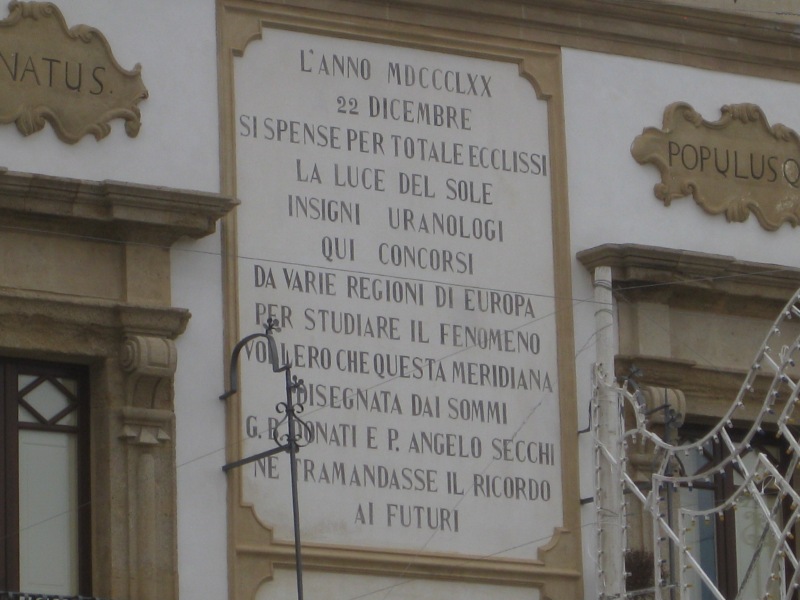 NATUS.
L'ANNO MDCCCLXX
22 DICEMBRE
SI SPENSE PER TOTALE ECCLISSI
LA LUCE DEL SOLE
INSIGNI URANOLOGI
QUI CONCORSI
DA VARIE REGIONI DI EUROPA
PER STUDIARE IL FENOMENO
VOLLERO CHE QUESTA MERIDIANA
DISEGNATA DAI SOMMI
G. B. DONATI E P. ANGELO SECCHI
NE TRAMANDASSE IL RICORDO
AI FUTURI
POPULUSQ